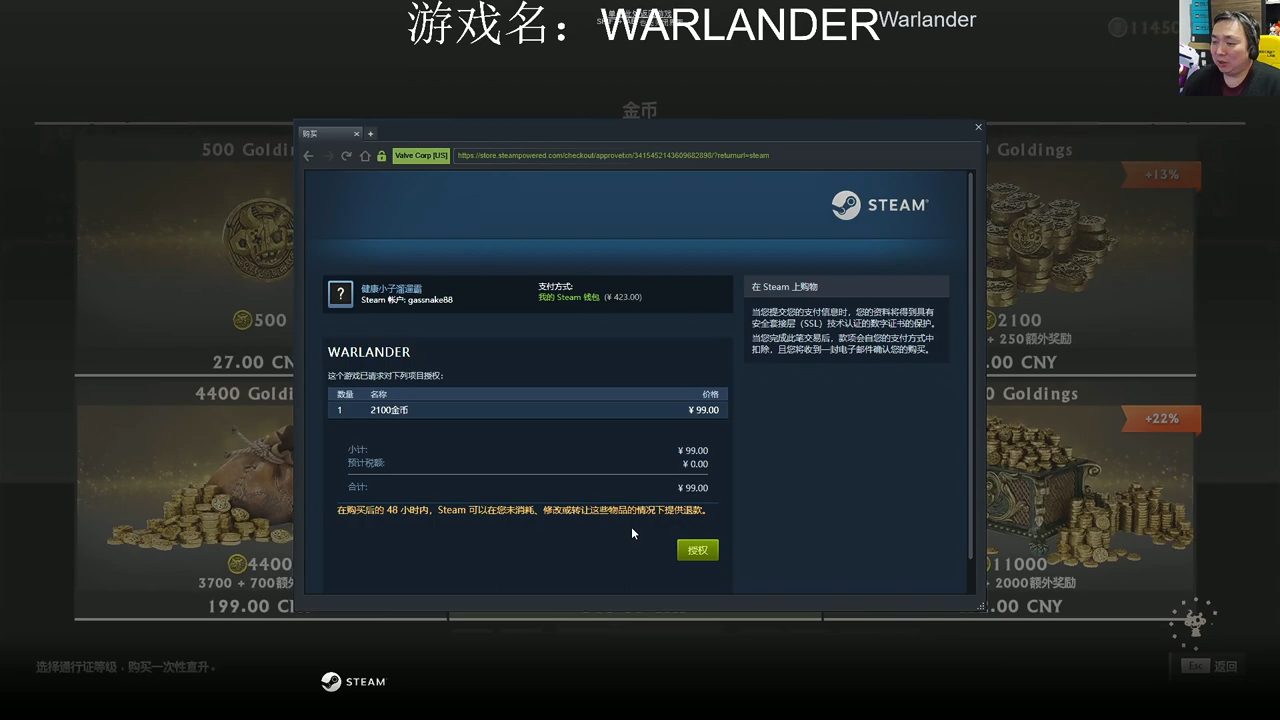 游戏名：WARLANDER
Warlander
金币
500 Goldin
oldings
+13%
购买
Valve Corp [US]
https://store.steampowered.com/checkout/approvetxn/3415452143609682898/?returnurl=steam
STEAM
健康小子溜遛霸
Steam 帐户: gassnake88
支付方式:
我的 Steam 钱包 (¥ 423.00)
在 Steam 上购物
当您提交您的支付信息时，您的资料将得到具有
安全套接层（SSL）技术认证的数字证书的保护。
当您完成此笔交易后，款项会自您的支付方式中
扣除，且您将收到一封电子邮件确认您的购买。
500
2100
+ 250额外奖励
27.00 CNY
.00 CNY
WARLANDER
这个游戏已请求对下列项目授权:
数量 名称 价格
1 2100金币 ¥ 99.00
4400 Goldi
0 Goldings
+22%
小计: ¥ 99.00
预计税额: ¥ 0.00
合计: ¥ 99.00
在购买后的 48 小时内，Steam 可以在您未消耗、修改或转让这些物品的情况下提供退款。
授权
4400
3700 + 700额外
199.00 C
11000
+ 2000额外奖励
.00 CNY
选择通行证等级，购买一次性直升。
Esc 返回
STEAM